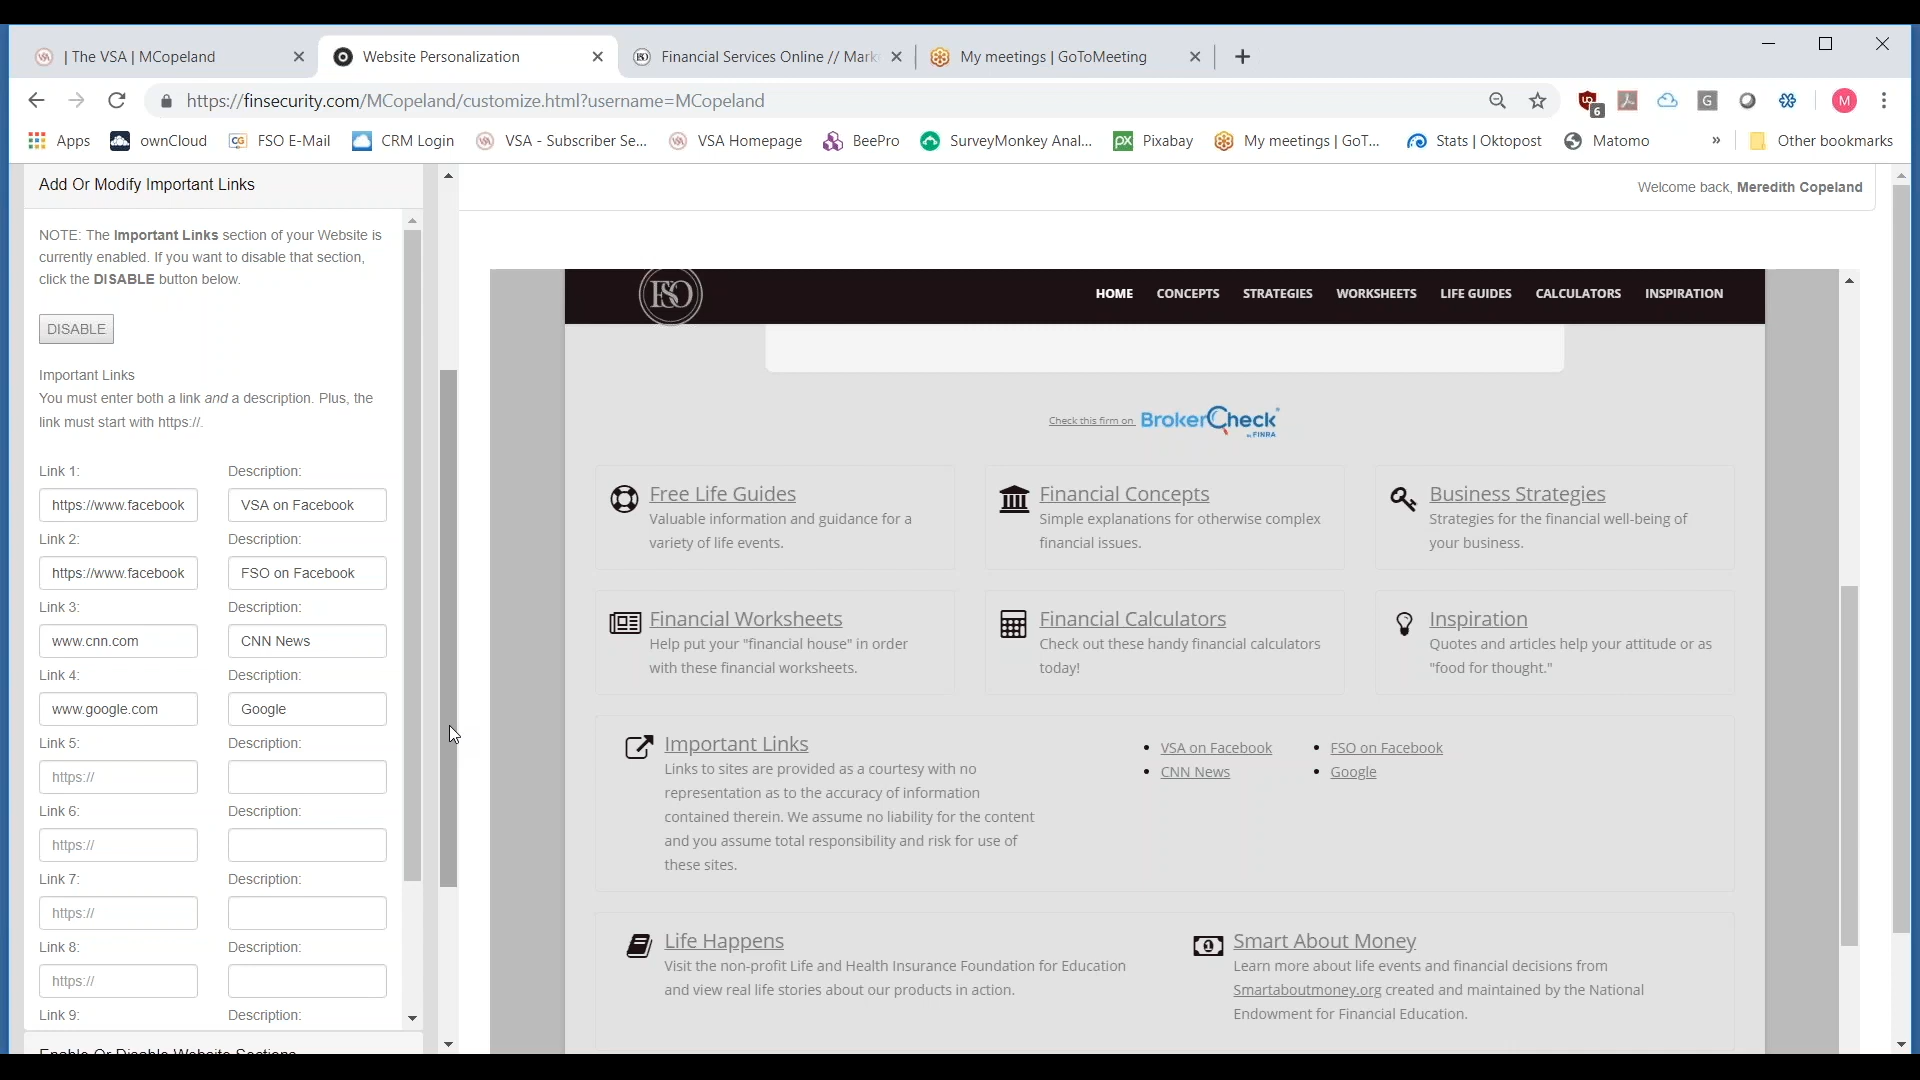 | The VSA | MCopeland
Website Personalization
Financial Services Online // Mark
My meetings | GoToMeeting
https://finsecurity.com/MCopeland/customize.html?username=MCopeland
6
G
M
Apps
ownCloud
CG
FSO E-Mail
CRM Login
VSA - Subscriber Se...
VSA Homepage
BeePro
SurveyMonkey Anal...
px
Pixabay
My meetings | GoT...
Stats | Oktopost
Matomo
»
Other bookmarks
Add Or Modify Important Links
NOTE: The Important Links section of your Website is
currently enabled. If you want to disable that section,
click the DISABLE button below.
DISABLE
Important Links
You must enter both a link and a description. Plus, the
link must start with https://.
Link 1: Description:
https://www.facebook VSA on Facebook
Link 2: Description:
https://www.facebook FSO on Facebook
Link 3: Description:
www.cnn.com CNN News
Link 4: Description:
www.google.com Google
Link 5: Description:
https://
Link 6: Description:
https://
Link 7: Description:
https://
Link 8: Description:
https://
Link 9: Description:
Enable Or Disable Website Sections
Welcome back, Meredith Copeland
FSO
HOME CONCEPTS STRATEGIES WORKSHEETS LIFE GUIDES CALCULATORS INSPIRATION
Check this firm on BrokerCheck
by FINRA
Free Life Guides
Valuable information and guidance for a
variety of life events.
Financial Concepts
Simple explanations for otherwise complex
financial issues.
Business Strategies
Strategies for the financial well-being of
your business.
Financial Worksheets
Help put your "financial house" in order
with these financial worksheets.
Financial Calculators
Check out these handy financial calculators
today!
Inspiration
Quotes and articles help your attitude or as
"food for thought."
Important Links
Links to sites are provided as a courtesy with no
representation as to the accuracy of information
contained therein. We assume no liability for the content
and you assume total responsibility and risk for use of
these sites.
VSA on Facebook
FSO on Facebook
CNN News
Google
Life Happens
Visit the non-profit Life and Health Insurance Foundation for Education
and view real life stories about our products in action.
Smart About Money
Learn more about life events and financial decisions from
Smartaboutmoney.org created and maintained by the National
Endowment for Financial Education.